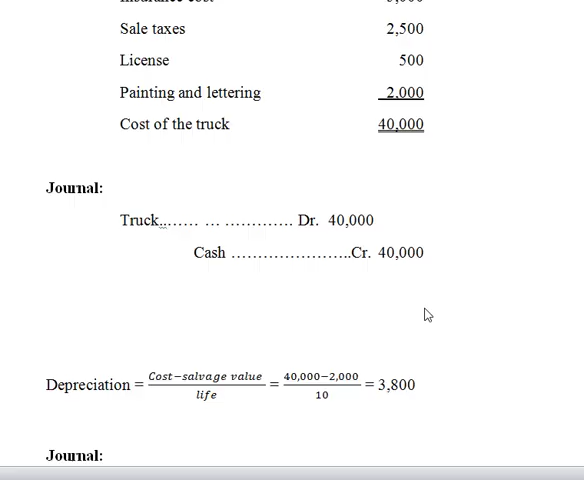 Sale taxes 2,500
License 500
Painting and lettering 2,000
Cost of the truck 40,000
Journal:
Truck........ ... ............. Dr. 40,000
Cash .......................Cr. 40,000
Depreciation = Cost−salvage value / life = 40,000−2,000 / 10 = 3,800
Journal: